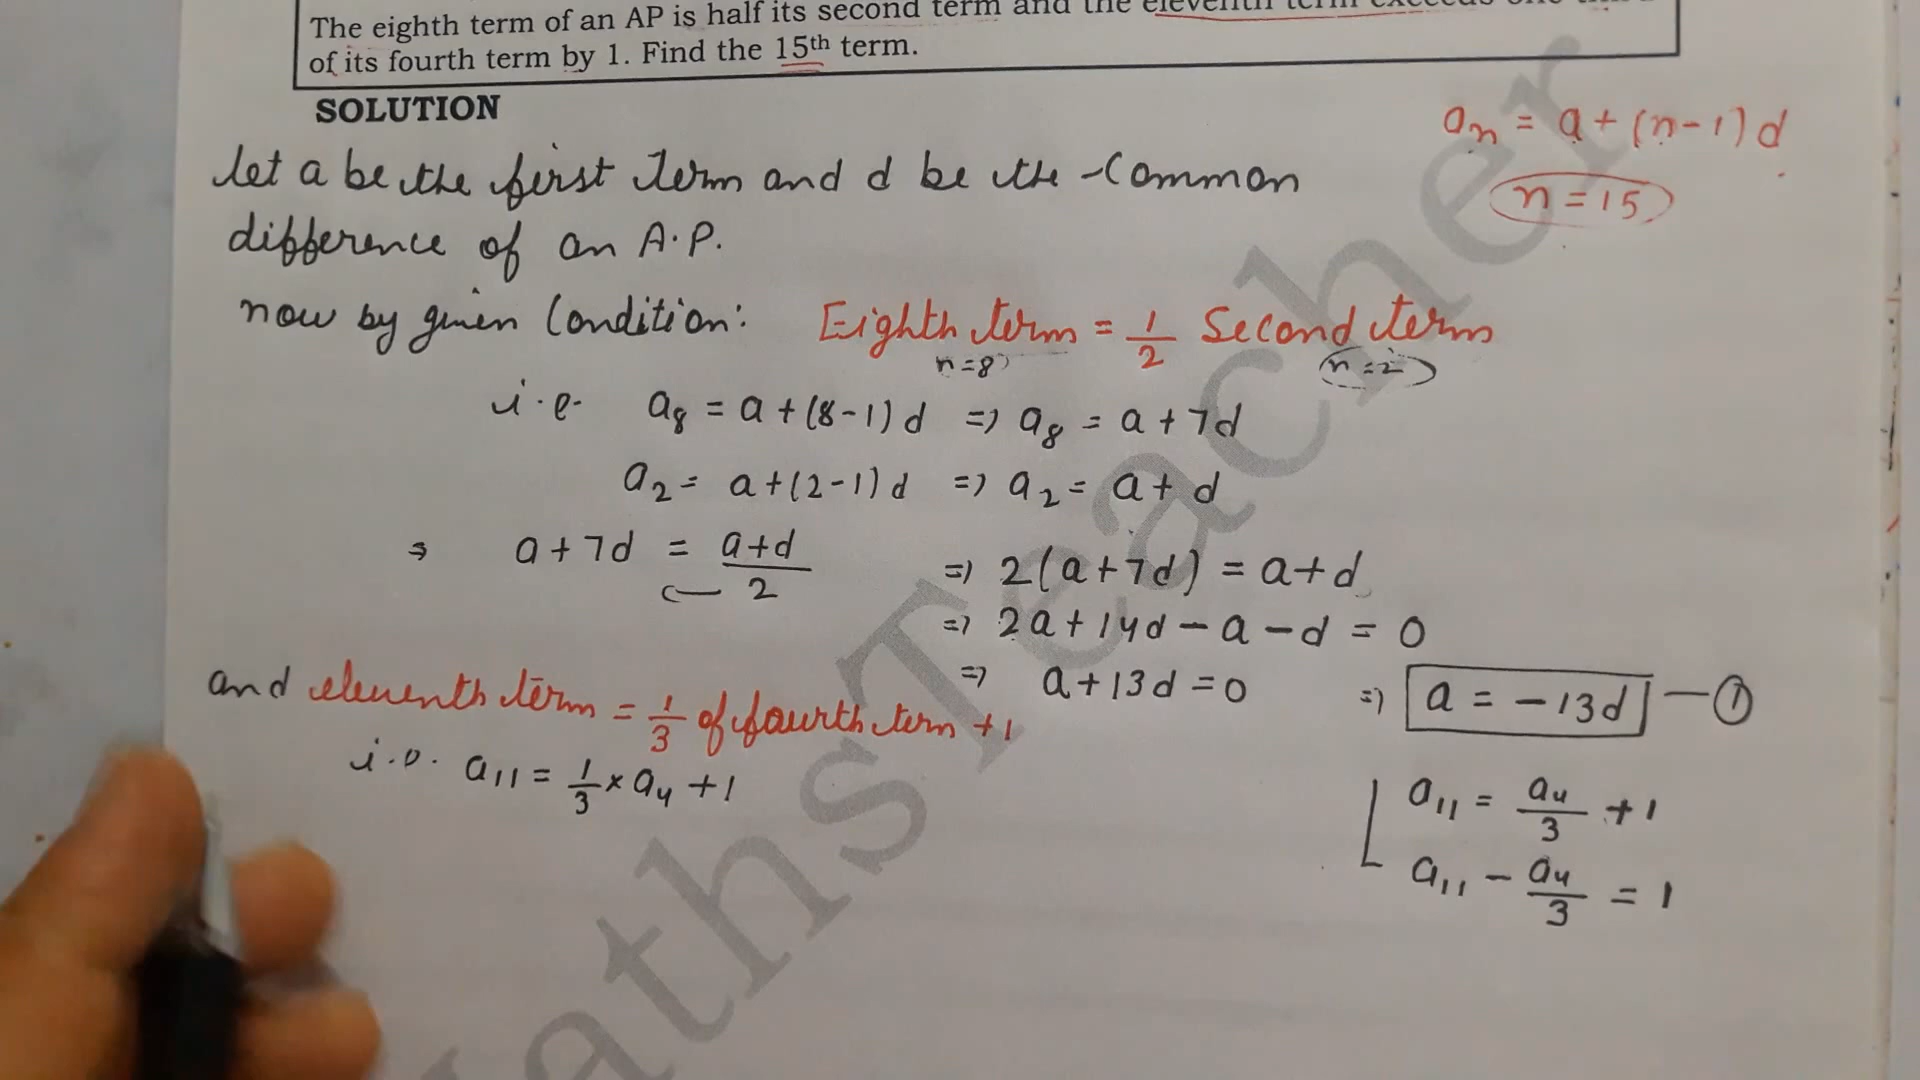 The eighth term of an AP is half its second term and the eleventh term exceeds one
of its fourth term by 1. Find the 15th term.
SOLUTION
aₙ = a + (n-1) d
n = 15
let a be the first term and d be the common
difference of an A.P.
now by given Condition: Eighth term = 1/2 Second term
n=8 n=2
i.e. a₈ = a + (8-1) d => a₈ = a + 7d
a₂ = a + (2-1) d => a₂ = a + d
⇒ a + 7d = a+d/2 => 2(a+7d) = a+d
=> 2a + 14d - a - d = 0
=> a + 13d = 0 => a = -13d — ①
and eleventh term = 1/3 of fourth term + 1
i.e. a₁₁ = 1/3 × a₄ + 1
a₁₁ = a₄/3 + 1
a₁₁ - a₄/3 = 1
Maths Teacher